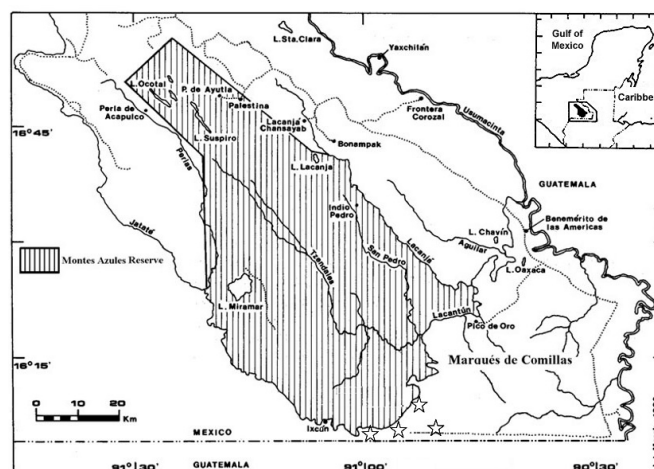 L. Sta. Clara
Yaxchilán
Gulf of
Mexico
Caribbe
L. Ocotal
P. de Ayutla
Palestina
Perla de
Acapulco
Lacanja
Chansayab
Frontera
Corozal
Usumacinta
16°45'
L. Suspiro
Bonampak
Perlas
L. Lacanja
GUATEMALA
Indio
Pedro
Jataté
L. Chavín
Benemérito de
las Americas
Lacanjá
Aguilar
Tzendales
San Pedro
L. Oaxaca
Montes Azules Reserve
L. Miramar
Lacantún
Pico de Oro
16°15'
Marqués de Comillas
0 10 20
Km
Ixcún
MEXICO
91°30'
GUATEMALA
91°00
90°30'